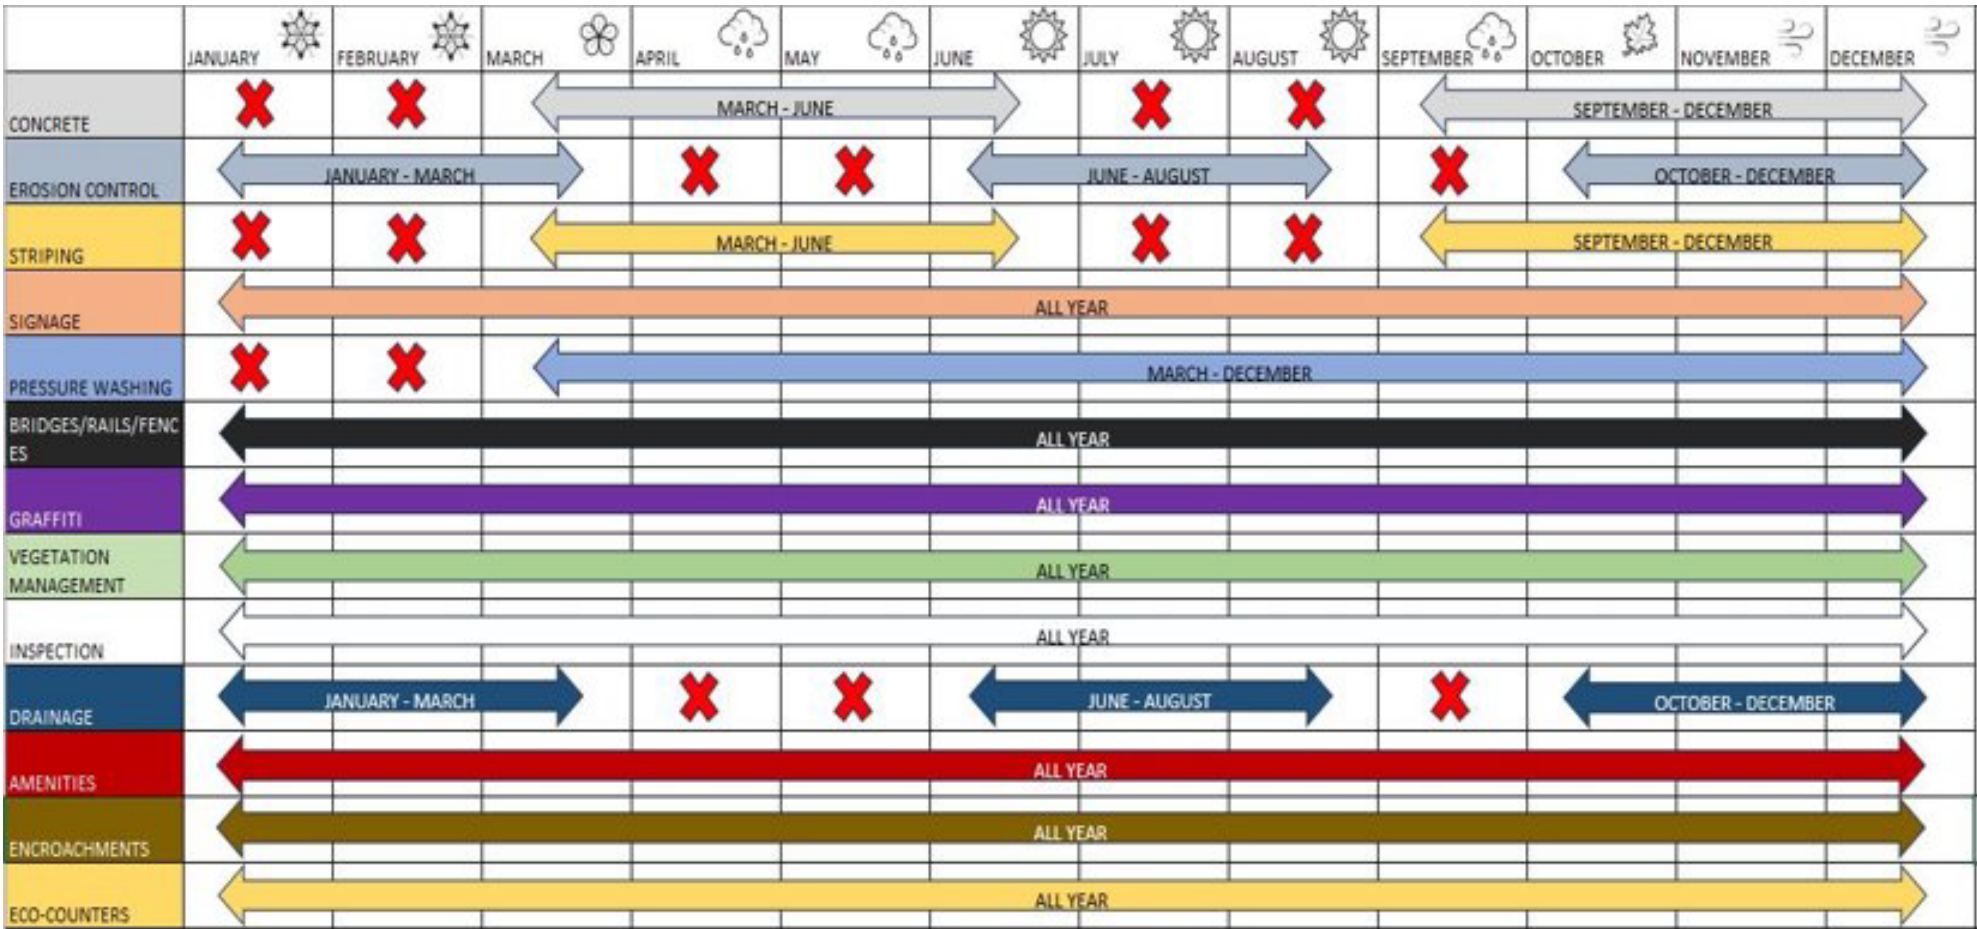 JANUARY FEBRUARY MARCH APRIL MAY JUNE JULY AUGUST SEPTEMBER OCTOBER NOVEMBER DECEMBER
CONCRETE MARCH - JUNE SEPTEMBER - DECEMBER
EROSION CONTROL JANUARY - MARCH JUNE - AUGUST OCTOBER - DECEMBER
STRIPING MARCH - JUNE SEPTEMBER - DECEMBER
SIGNAGE ALL YEAR
PRESSURE WASHING MARCH - DECEMBER
BRIDGES/RAILS/FENC
ES ALL YEAR
GRAFFITI ALL YEAR
VEGETATION
MANAGEMENT ALL YEAR
INSPECTION ALL YEAR
DRAINAGE JANUARY - MARCH JUNE - AUGUST OCTOBER - DECEMBER
AMENITIES ALL YEAR
ENCROACHMENTS ALL YEAR
ECO-COUNTERS ALL YEAR